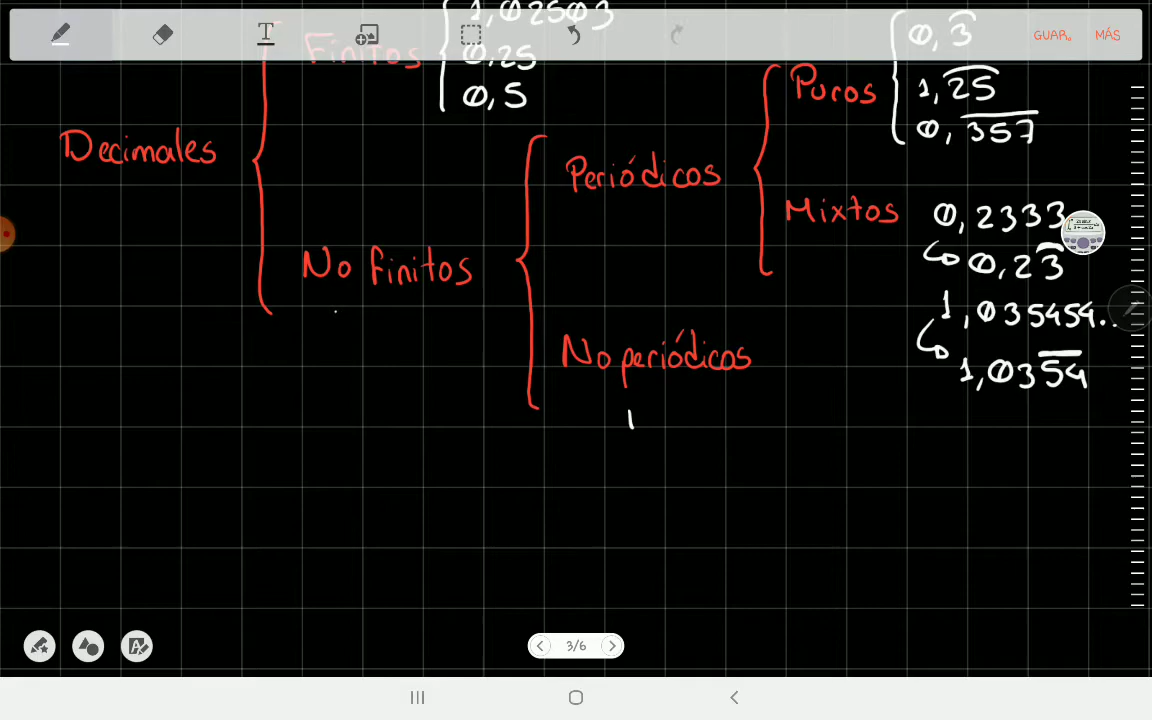 1,02503
GUAR.
MÁS
Finitos
0,3
0,25
0,5
Puros
1,25
0,357
Decimales
Periódicos
Mixtos
0,2333
0,23
No finitos
1,035454..
No periódicos
1,0354
3/6